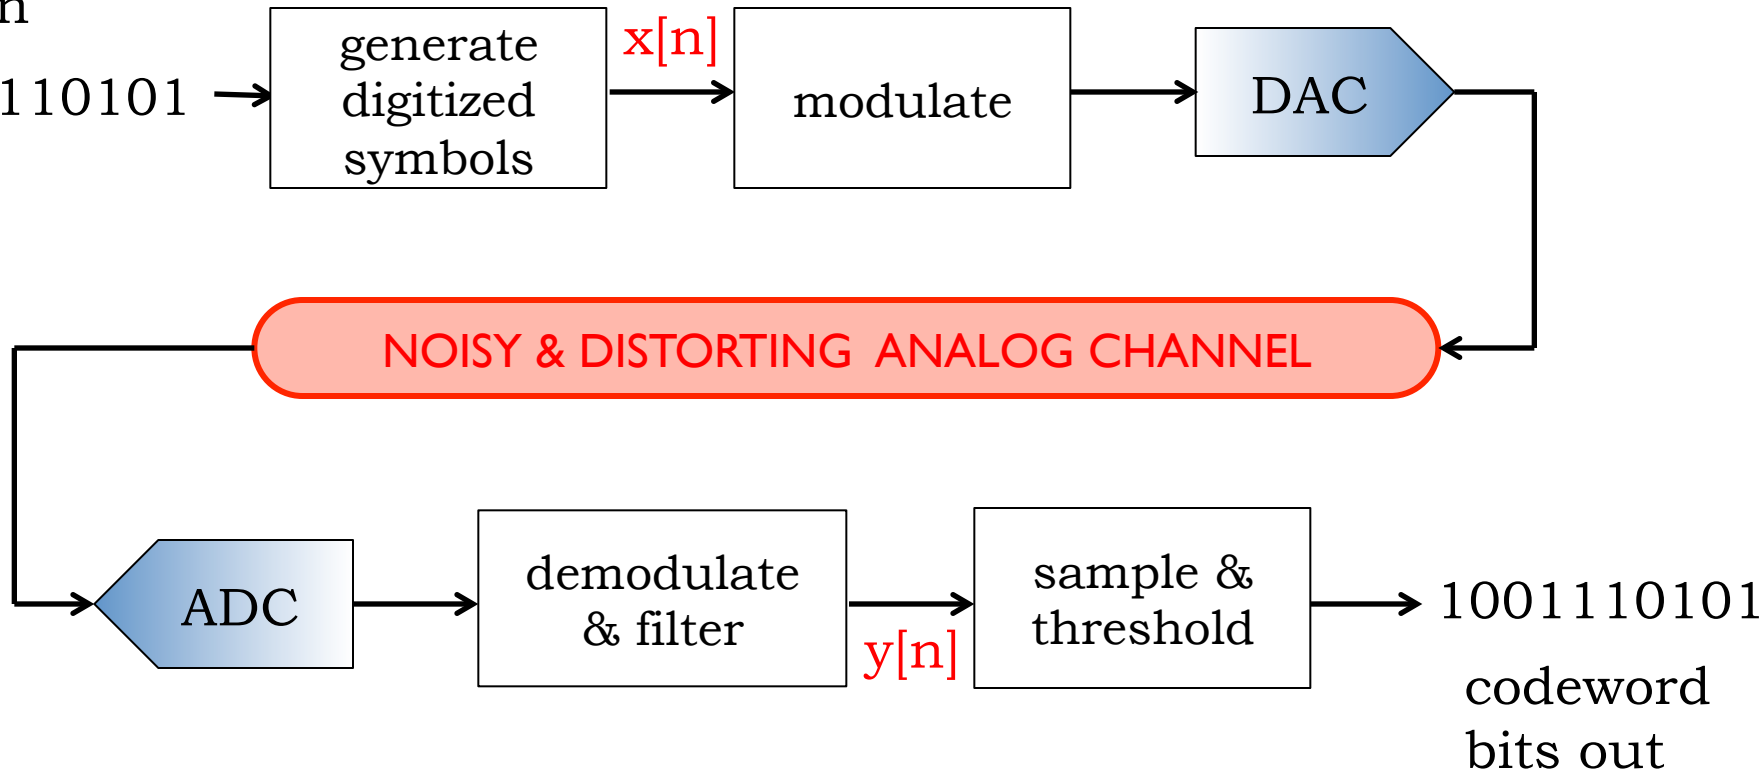 n
110101
generate
digitized
symbols
x[n]
modulate
DAC
NOISY & DISTORTING ANALOG CHANNEL
ADC
demodulate
& filter
y[n]
sample &
threshold
1001110101
codeword
bits out